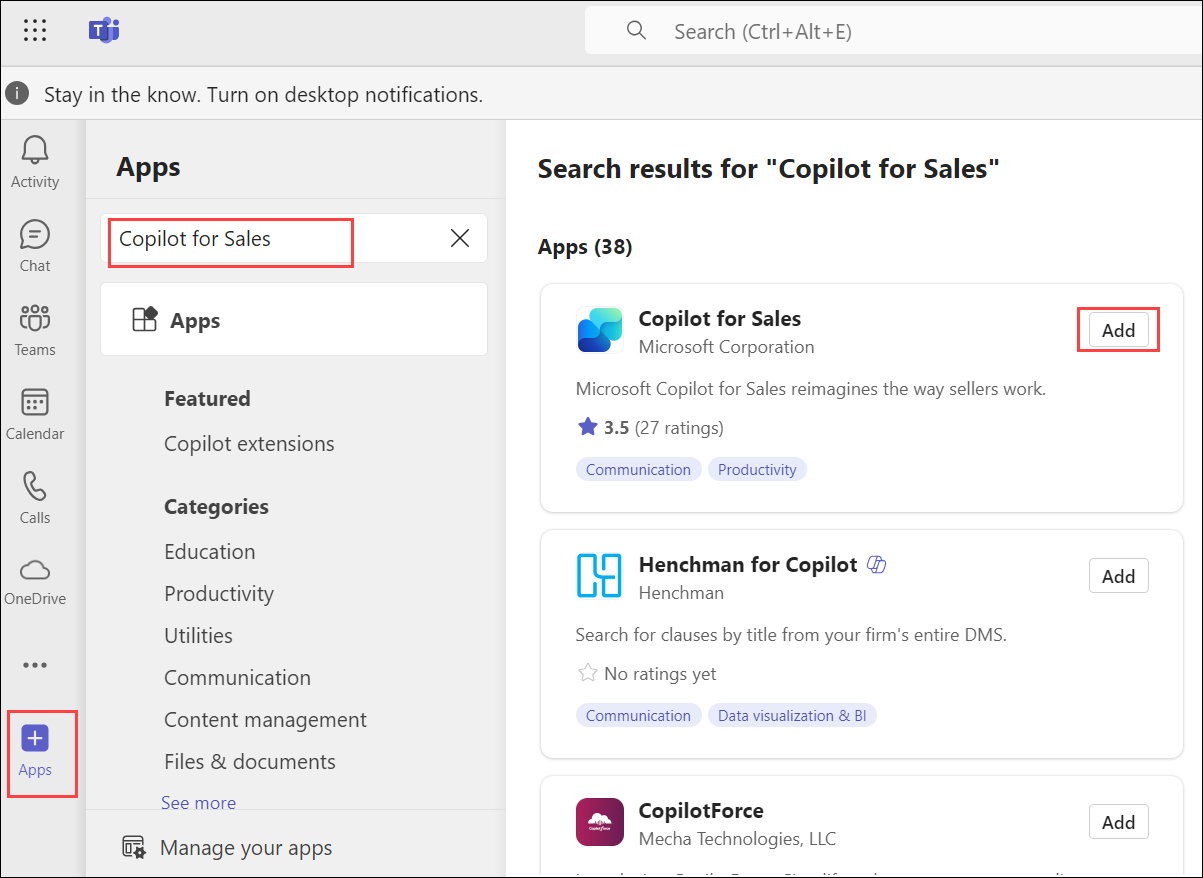 Search (Ctrl+Alt+E)
Stay in the know. Turn on desktop notifications.
Activity
Chat
Teams
Calendar
Calls
OneDrive
Apps
Apps
Copilot for Sales
Apps
Featured
Copilot extensions
Categories
Education
Productivity
Utilities
Communication
Content management
Files & documents
See more
Manage your apps
Search results for "Copilot for Sales"
Apps (38)
Copilot for Sales
Add
Microsoft Corporation
Microsoft Copilot for Sales reimagines the way sellers work.
3.5 (27 ratings)
Communication Productivity
Henchman for Copilot
Add
Henchman
Search for clauses by title from your firm's entire DMS.
No ratings yet
Communication Data visualization & BI
CopilotForce
Add
Mecha Technologies, LLC